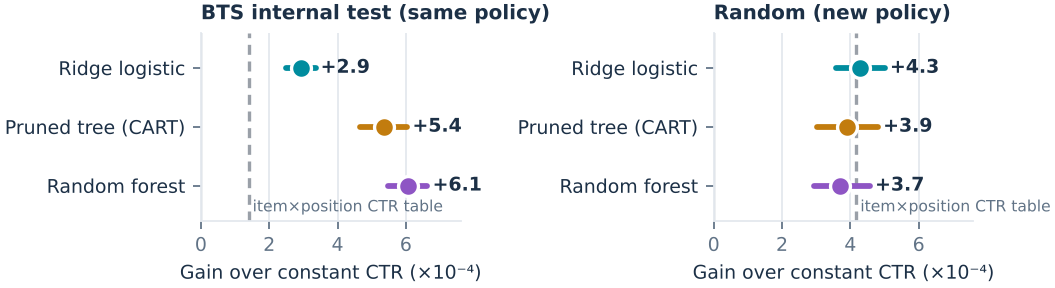 BTS internal test (same policy)
Ridge logistic
+2.9
Pruned tree (CART)
+5.4
Random forest
+6.1
item×position CTR table
0 2 4 6
Gain over constant CTR (×10⁻⁴)
Random (new policy)
Ridge logistic
+4.3
Pruned tree (CART)
+3.9
Random forest
+3.7
item×position CTR table
0 2 4 6
Gain over constant CTR (×10⁻⁴)